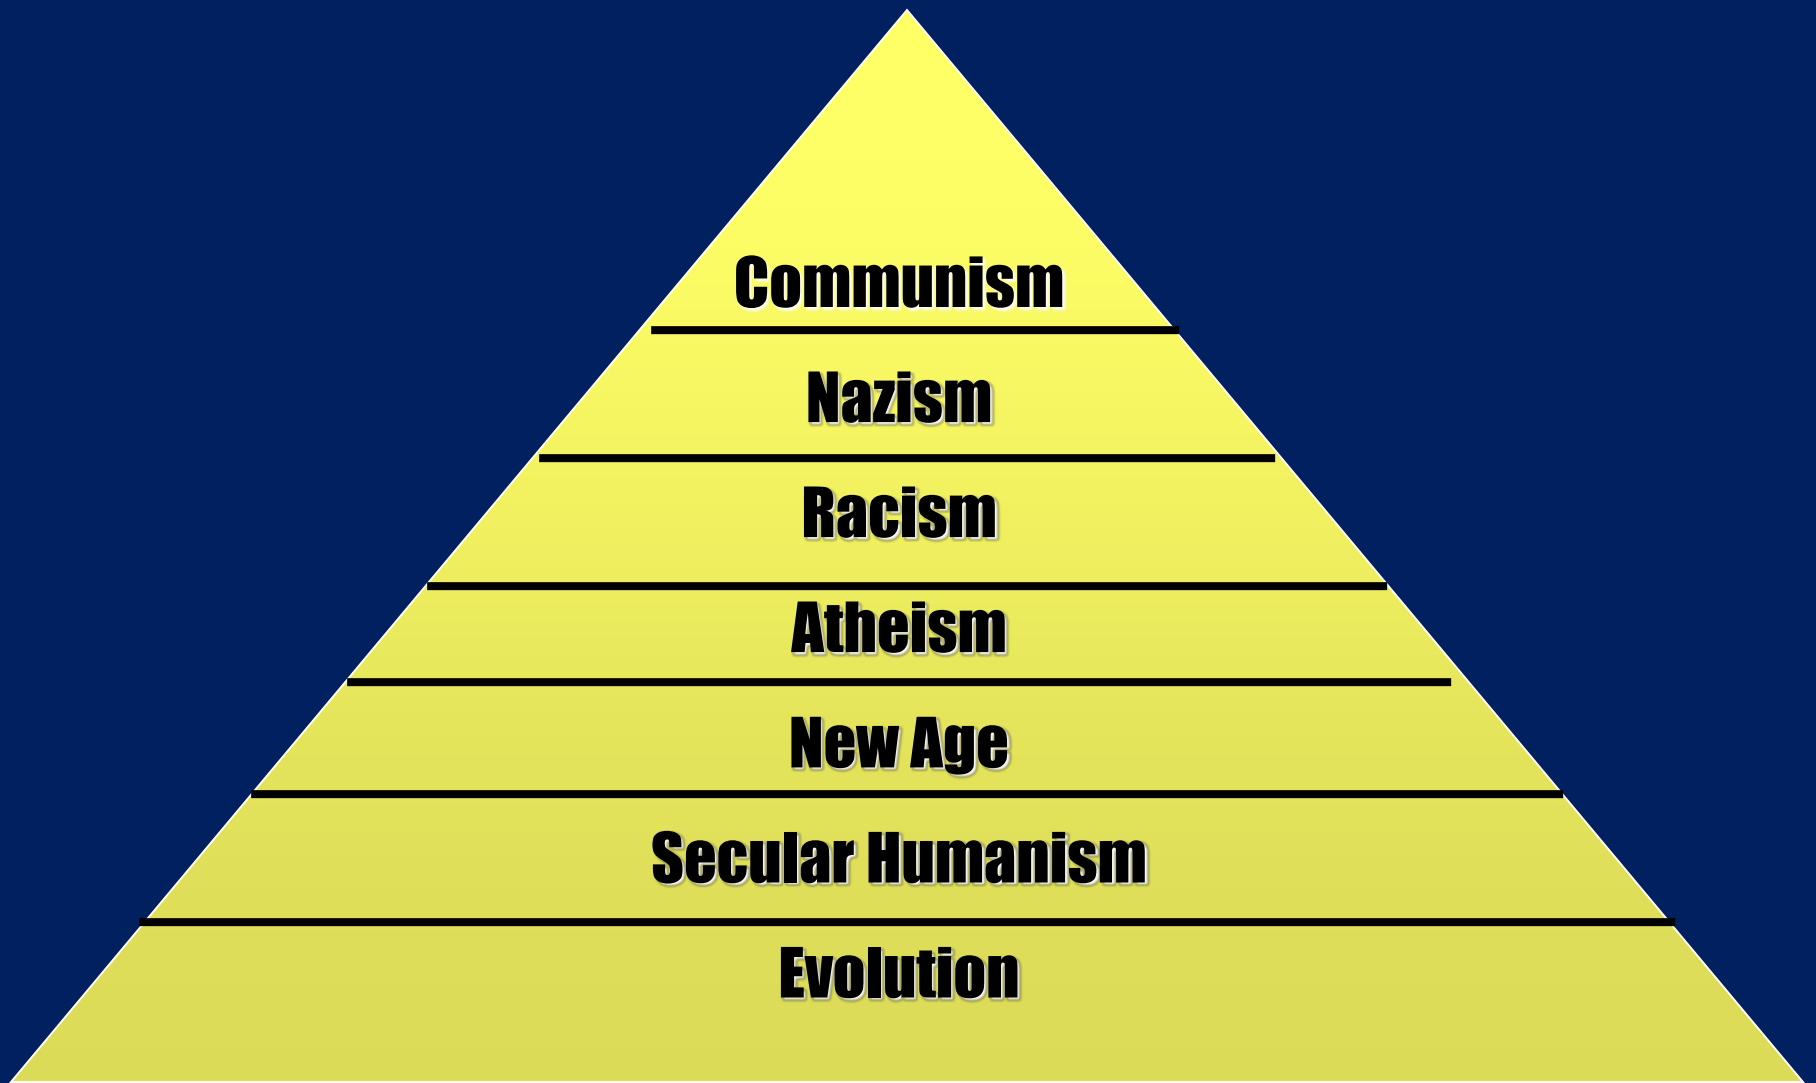 Communism
Nazism
Racism
Atheism
New Age
Secular Humanism
Evolution